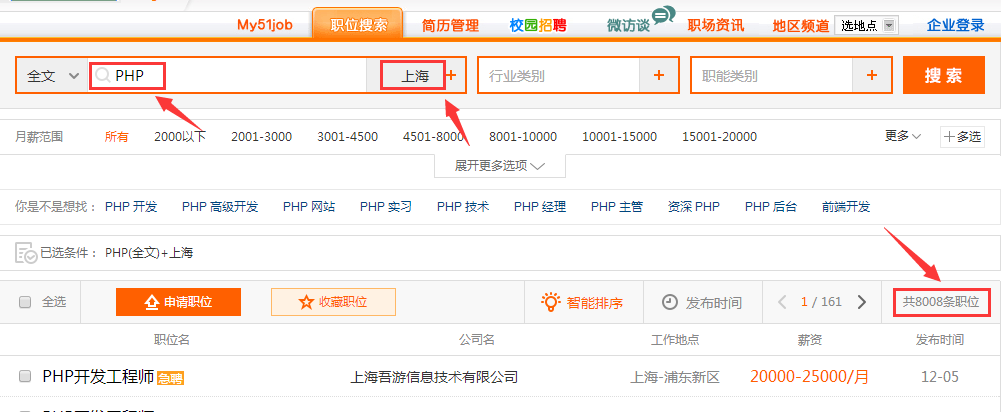 My51job 职位搜索 简历管理 校园招聘 微访谈 职场资讯 地区频道 选地点 企业登录
全文 PHP 上海 + 行业类别 + 职能类别 + 搜索
月薪范围 所有 2000以下 2001-3000 3001-4500 4501-8000 8001-10000 10001-15000 15001-20000 更多 多选
展开更多选项
你是不是想找： PHP 开发 PHP 高级开发 PHP 网站 PHP 实习 PHP 技术 PHP 经理 PHP 主管 资深 PHP PHP 后台 前端开发
已选条件： PHP(全文)+上海
全选 申请职位 收藏职位 智能排序 发布时间 1 / 161 共8008条职位
职位名 公司名 工作地点 薪资 发布时间
PHP开发工程师 急聘 上海吾游信息技术有限公司 上海-浦东新区 20000-25000/月 12-05